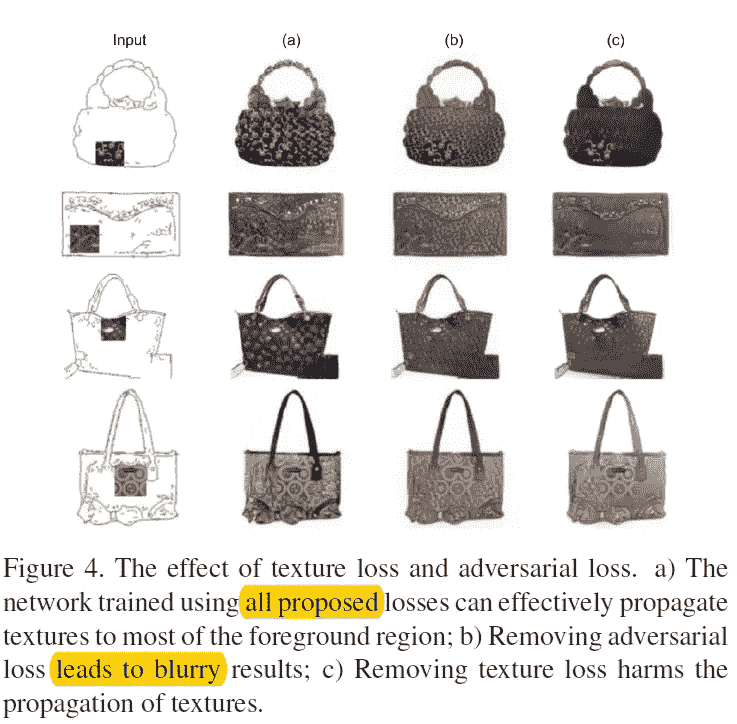 Input (a) (b) (c)
Figure 4. The effect of texture loss and adversarial loss. a) The
network trained using all proposed losses can effectively propagate
textures to most of the foreground region; b) Removing adversarial
loss leads to blurry results; c) Removing texture loss harms the
propagation of textures.